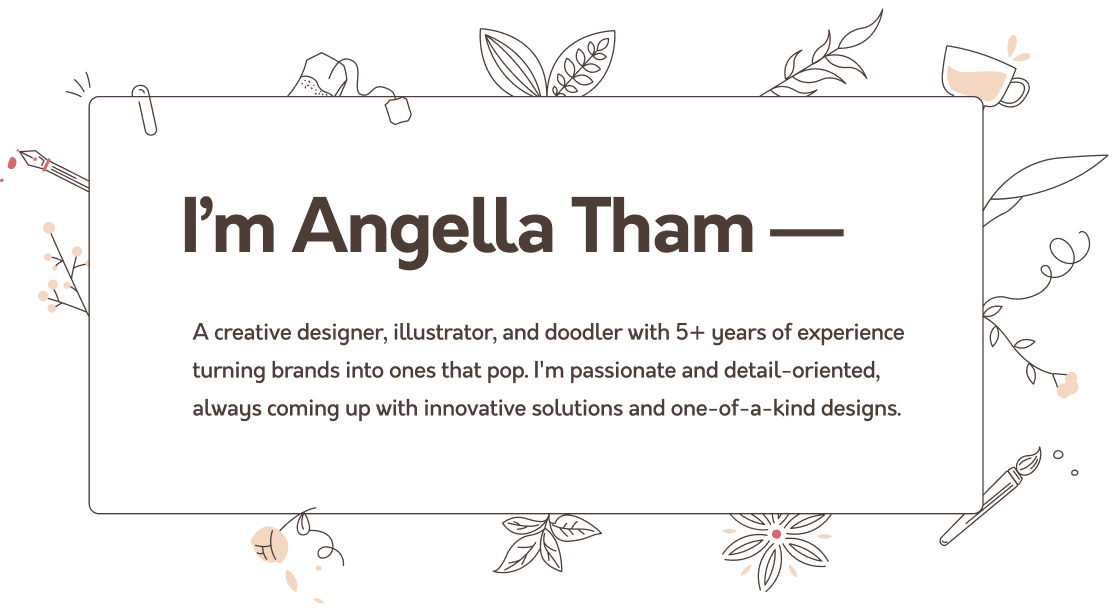 I’m Angella Tham —
A creative designer, illustrator, and doodler with 5+ years of experience
turning brands into ones that pop. I'm passionate and detail-oriented,
always coming up with innovative solutions and one-of-a-kind designs.